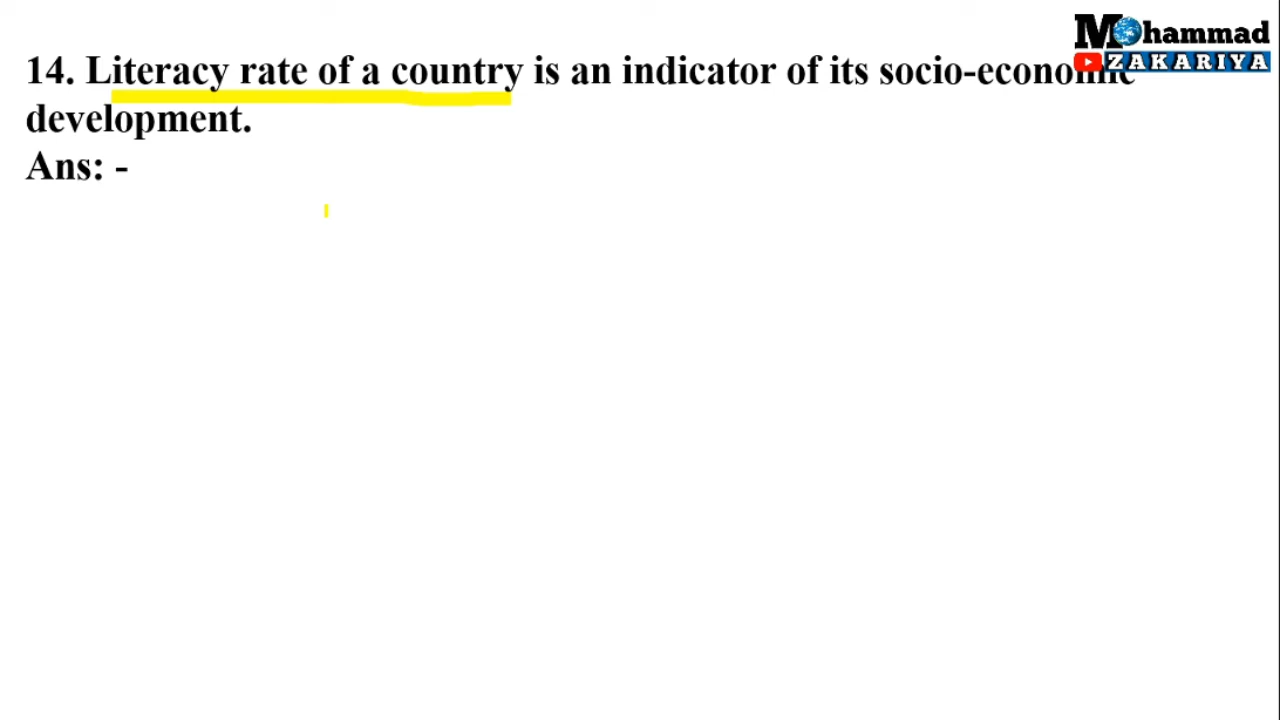 Mohammad
ZAKARIYA
14. Literacy rate of a country is an indicator of its socio-economic
development.
Ans: -